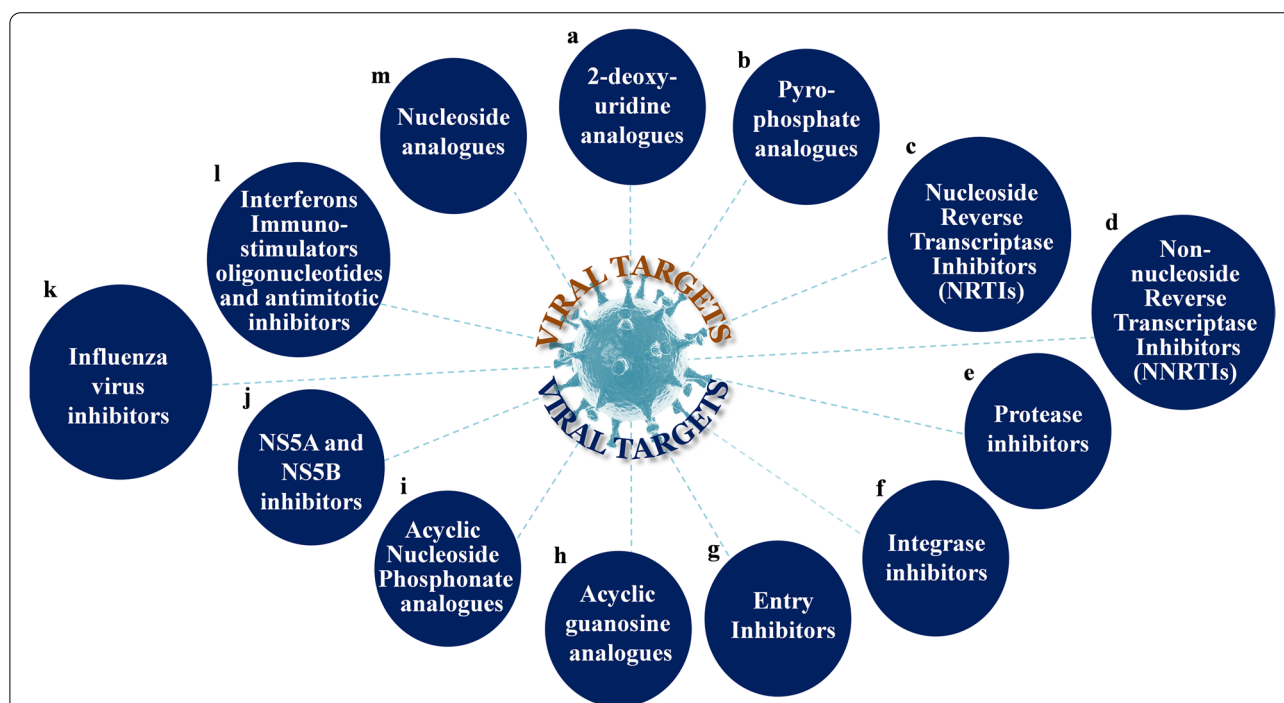 a
2-deoxy-
uridine
analogues
b
Pyro-
phosphate
analogues
c
Nucleoside
Reverse
Transcriptase
Inhibitors
(NRTIs)
d
Non-
nucleoside
Reverse
Transcriptase
Inhibitors
(NNRTIs)
e
Protease
inhibitors
f
Integrase
inhibitors
g
Entry
Inhibitors
h
Acyclic
guanosine
analogues
i
Acyclic
Nucleoside
Phosphonate
analogues
j
NS5A and
NS5B
inhibitors
k
Influenza
virus
inhibitors
l
Interferons
Immuno-
stimulators
oligonucleotides
and antimitotic
inhibitors
m
Nucleoside
analogues
VIRAL TARGETS
VIRAL TARGETS